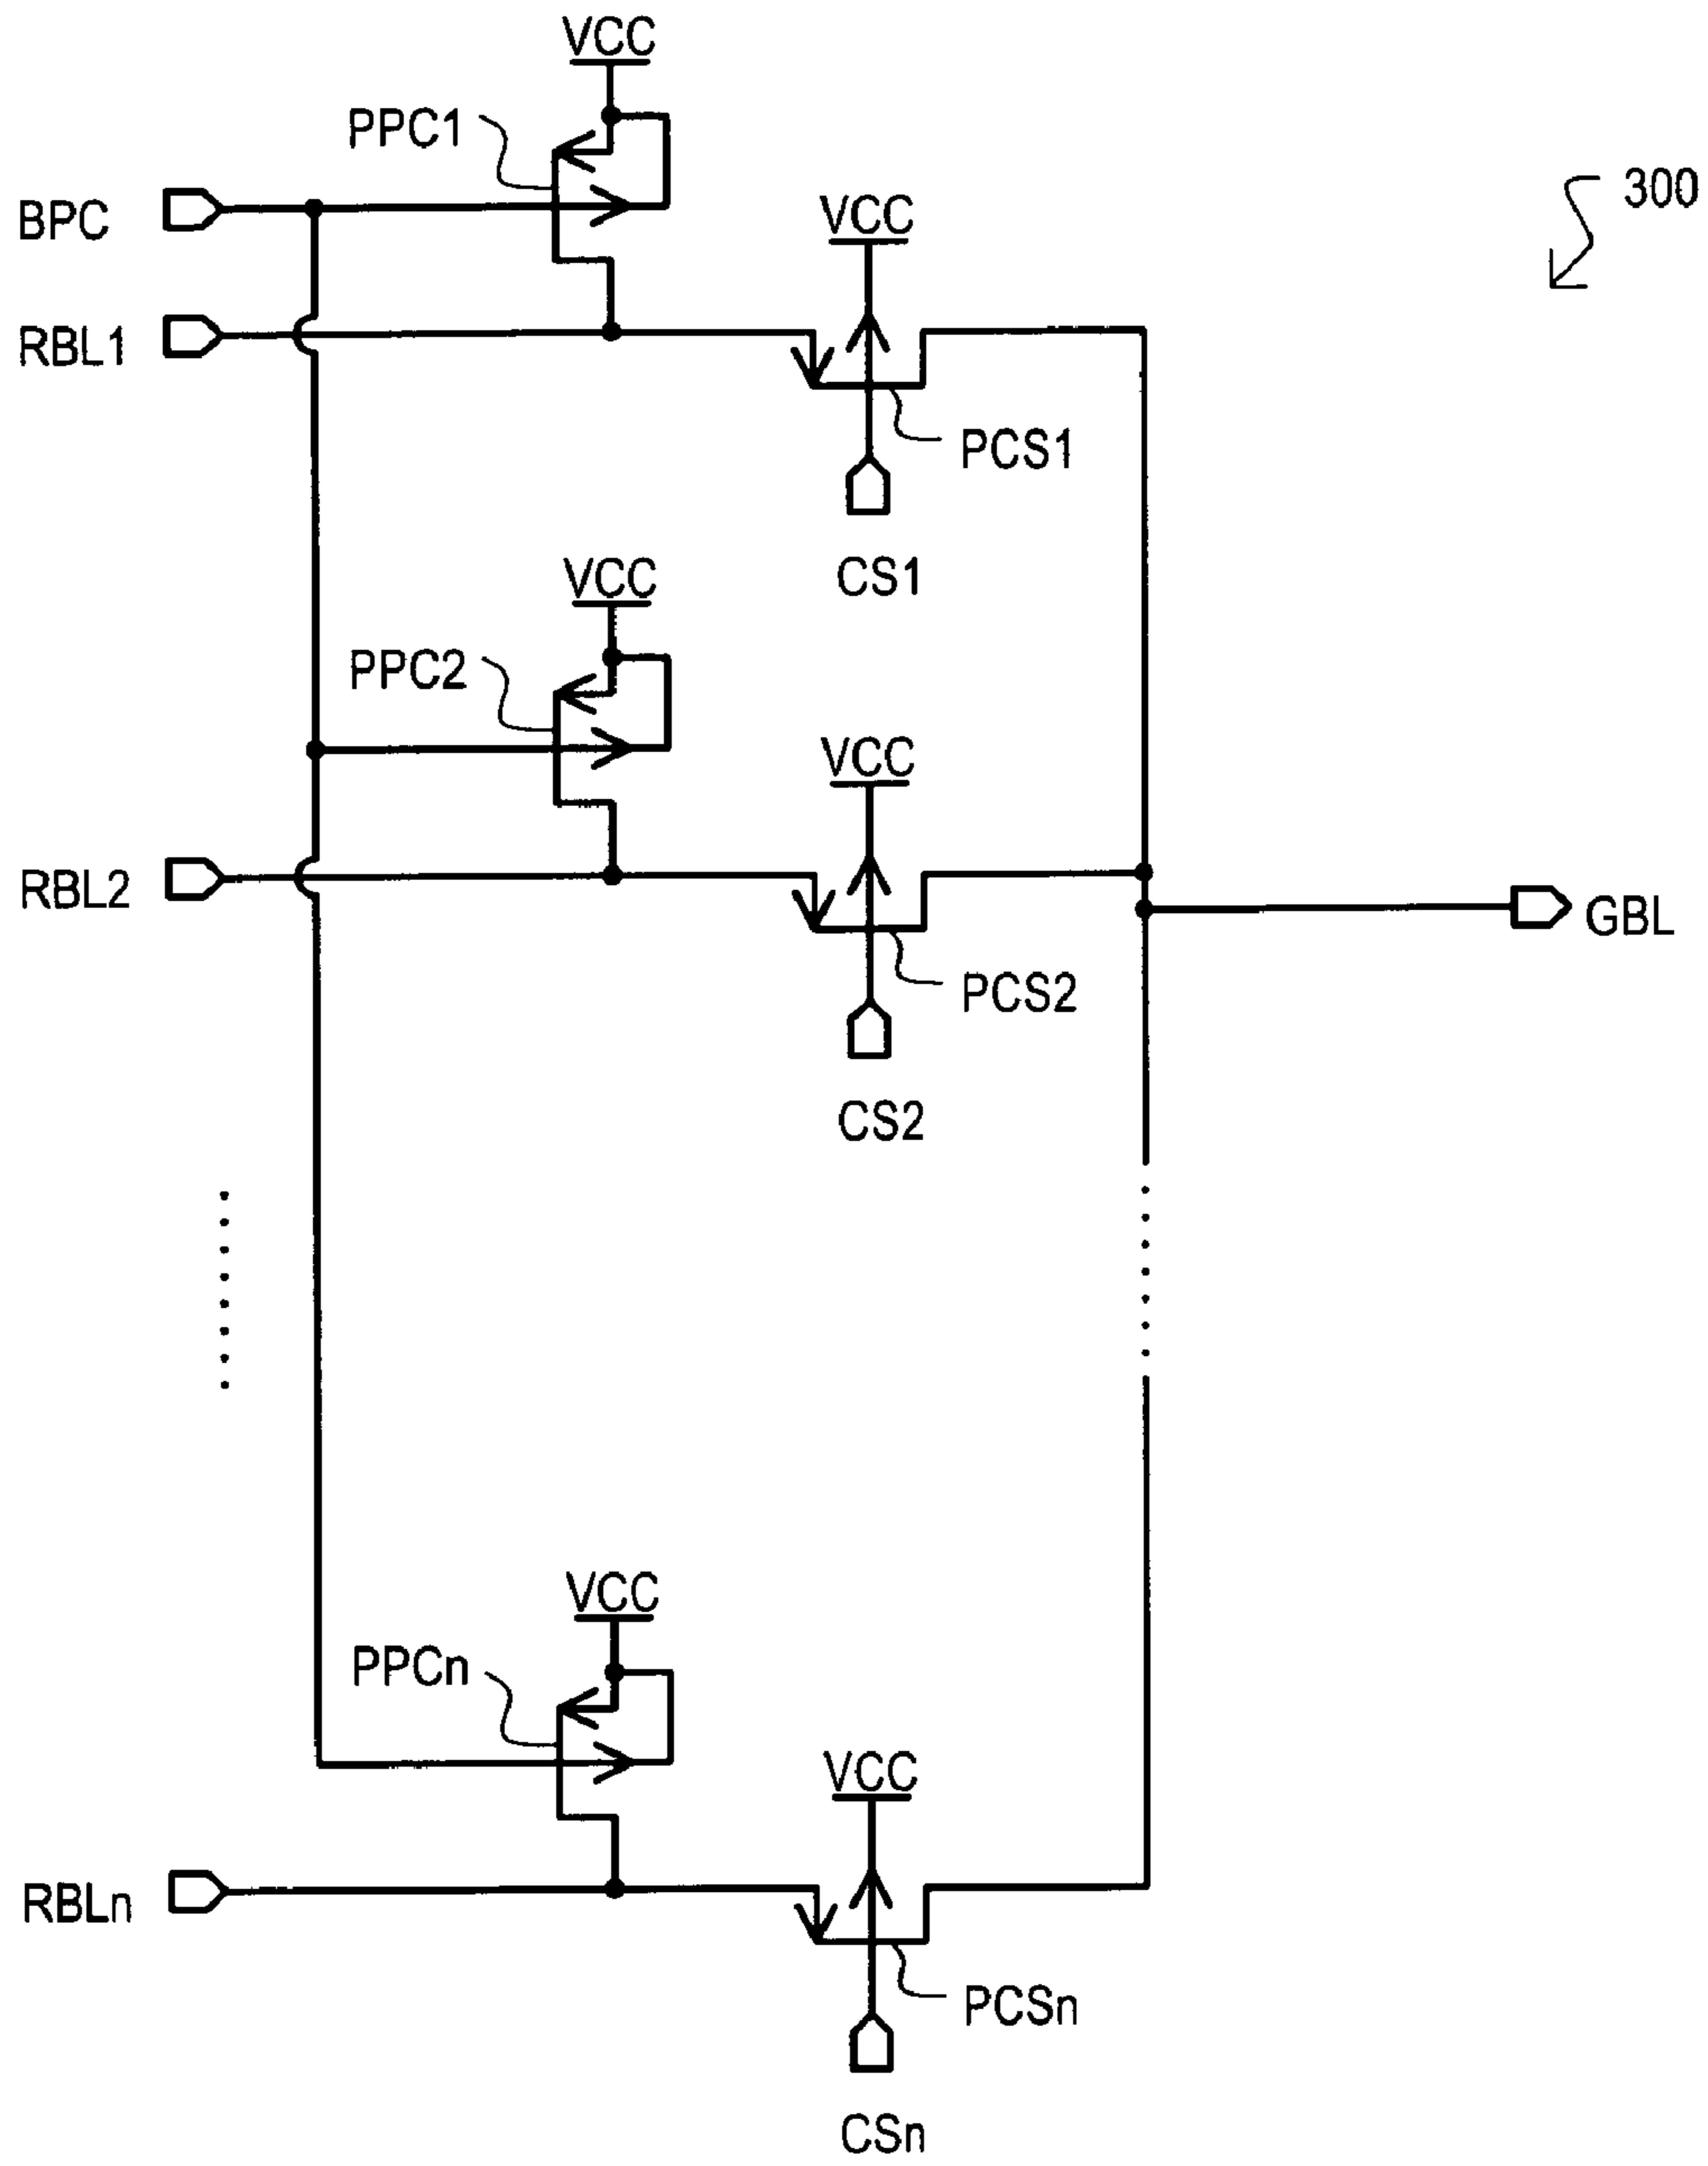 VCC
PPC1
300
BPC
VCC
RBL1
PCS1
CS1
VCC
PPC2
VCC
RBL2
GBL
PCS2
CS2
VCC
PPCn
VCC
RBLn
PCSn
CSn